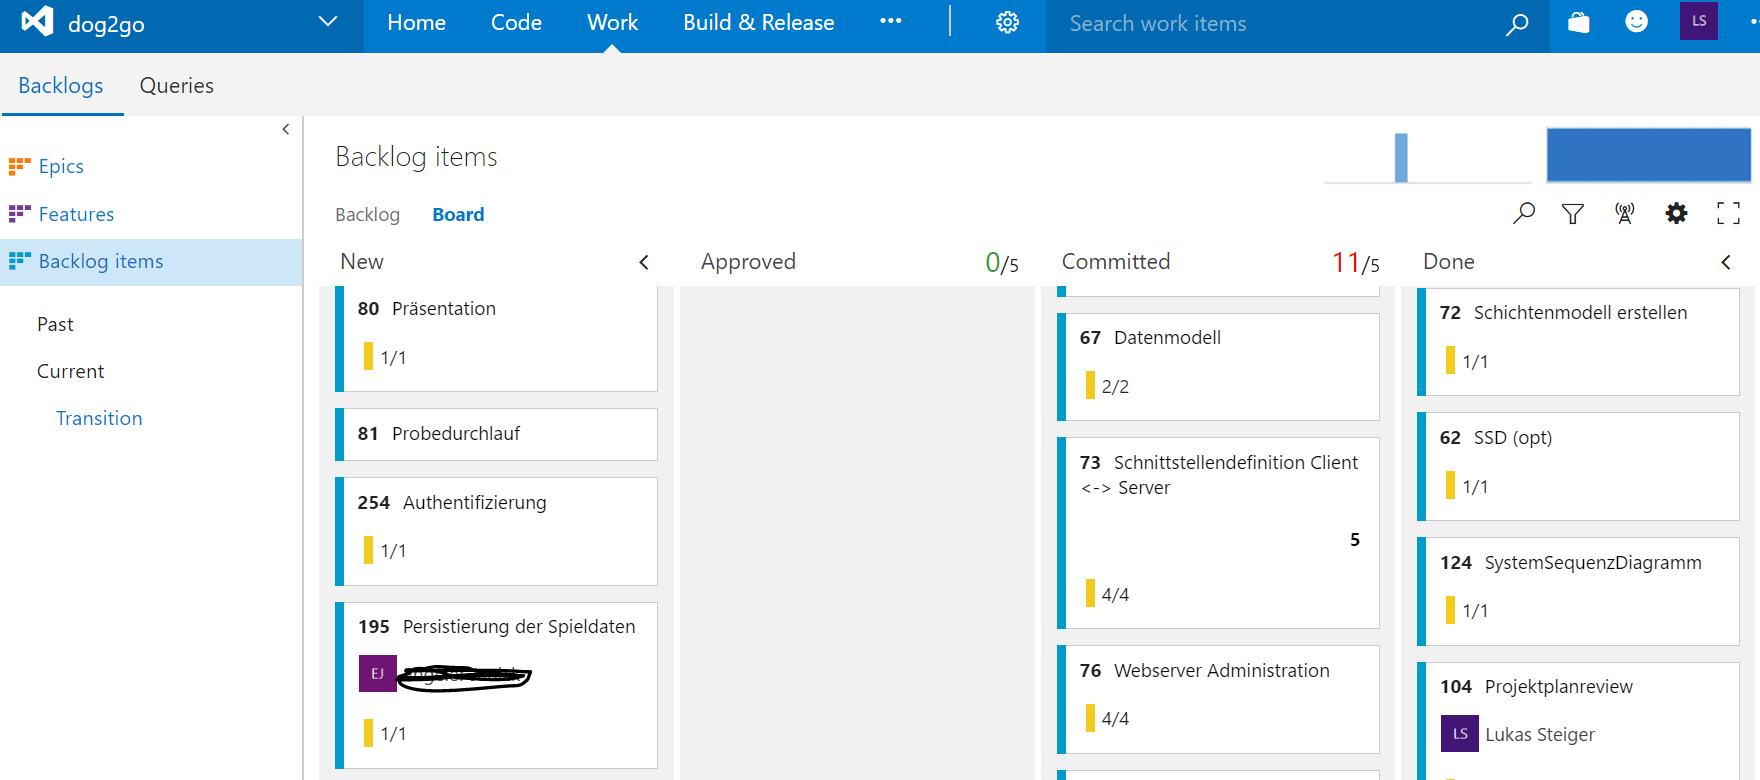 dog2go
Home
Code
Work
Build & Release
•••
Search work items
LS
Backlogs
Queries
Epics
Features
Backlog items
Past
Current
Transition
Backlog items
Backlog
Board
New
80 Präsentation
1/1
81 Probedurchlauf
254 Authentifizierung
1/1
195 Persistierung der Spieldaten
EJ
1/1
Approved
0/5
Committed
11/5
67 Datenmodell
2/2
73 Schnittstellendefinition Client
<-> Server
5
4/4
76 Webserver Administration
4/4
Done
72 Schichtenmodell erstellen
1/1
62 SSD (opt)
1/1
124 SystemSequenzDiagramm
1/1
104 Projektplanreview
LS Lukas Steiger